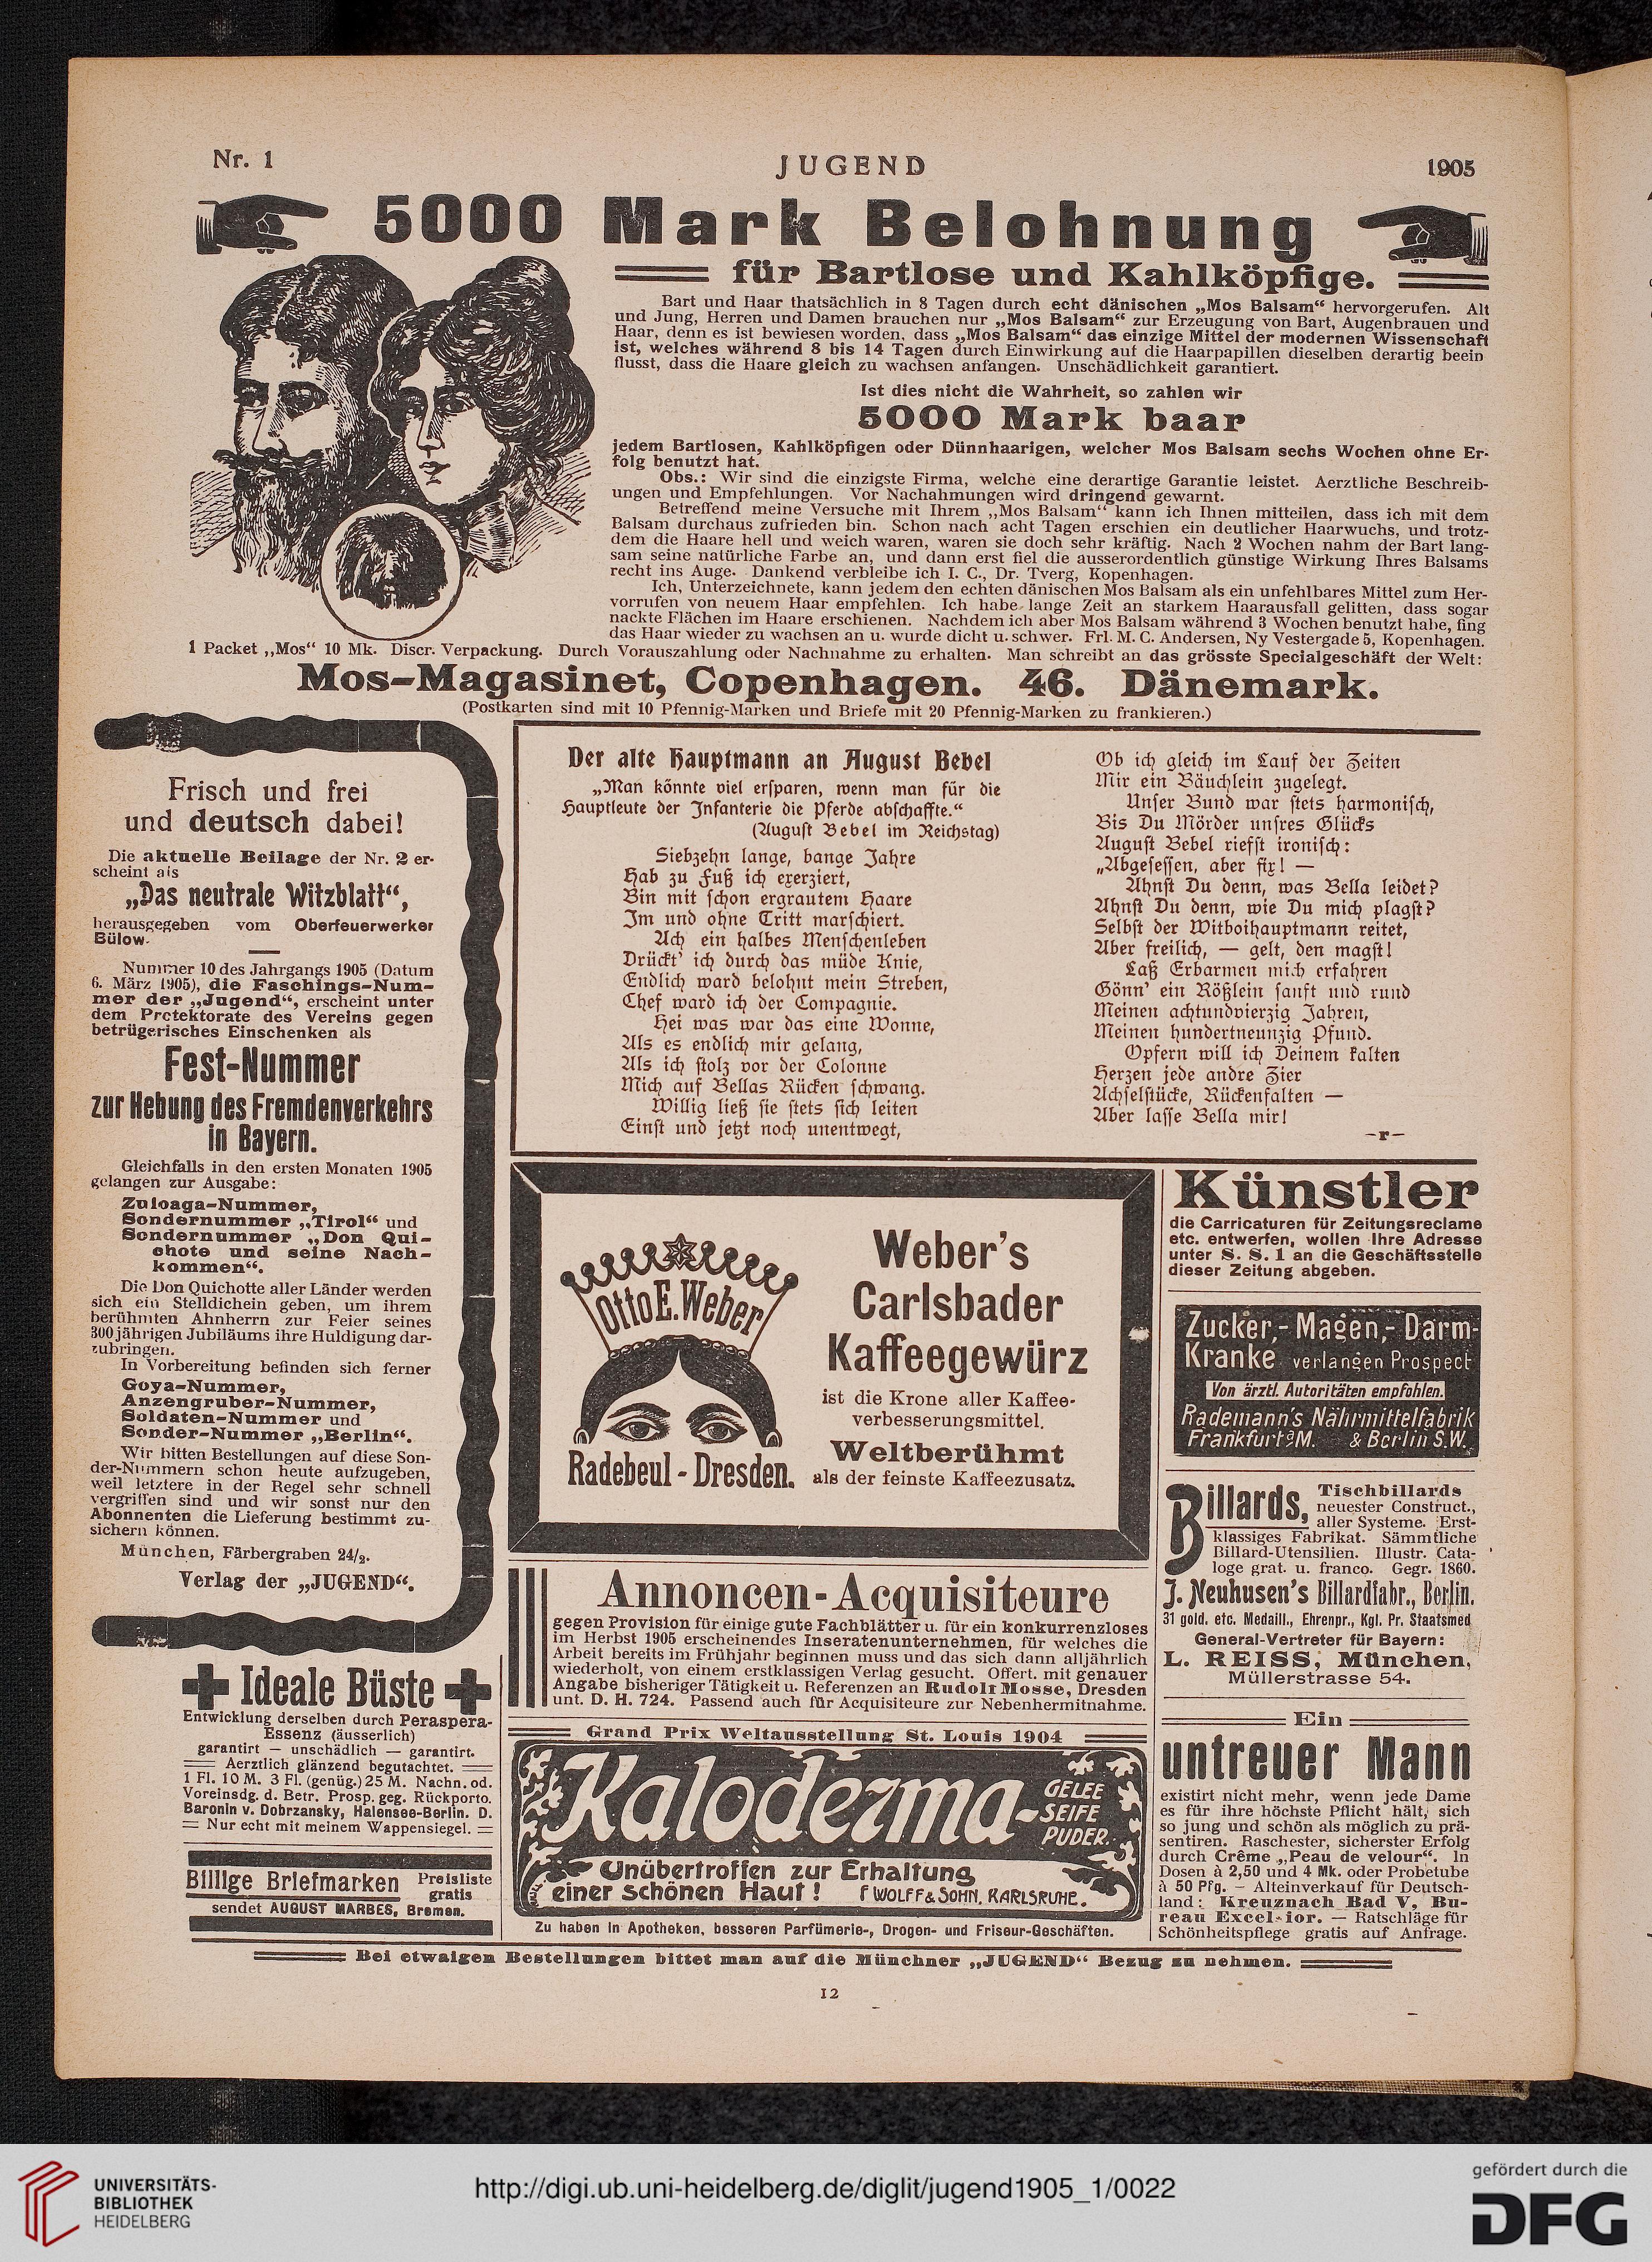 Nr. 1
JUGEND
1905
5000 Mark Belohnung
für Bartlose und Kahlköpfige.
Bart und Haar thatsächlich in 8 Tagen durch echt dänischen „Mos Balsam“ hervorgerufen. Alt
und Jung, Herren und Damen brauchen nur „Mos Balsam“ zur Erzeugung von Bart, Augenbrauen und
Haar, denn es ist bewiesen worden, dass „Mos Balsam“ das einzige Mittel der modernen Wissenschaft
ist, welches während 8 bis 14 Tagen durch Einwirkung auf die Haarpapillen dieselben derartig beein
flusst, dass die Haare gleich zu wachsen anfangen. Unschädlichkeit garantiert.
Ist dies nicht die Wahrheit, so zahlen wir
5000 Mark baar
jedem Bartlosen, Kahlköpfigen oder Dünnhaarigen, welcher Mos Balsam sechs Wochen ohne Er-
folg benutzt hat.
Obs.: Wir sind die einzigste Firma, welche eine derartige Garantie leistet. Aerztliche Beschreib-
ungen und Empfehlungen. Vor Nachahmungen wird dringend gewarnt.
Betreffend meine Versuche mit Ihrem „Mos Balsam“ kann ich Ihnen mitteilen, dass ich mit dem
Balsam durchaus zufrieden bin. Schon nach acht Tagen erschien ein deutlicher Haarwuchs, und trotz-
dem die Haare hell und weich waren, waren sie doch sehr kräftig. Nach 2 Wochen nahm der Bart lang-
sam seine natürliche Farbe an, und dann erst fiel die ausserordentlich günstige Wirkung Ihres Balsams
recht ins Auge. Dankend verbleibe ich I. C., Dr. Tverg, Kopenhagen.
Ich, Unterzeichnete, kann jedem den echten dänischen Mos Balsam als ein unfehlbares Mittel zum Her-
vorrufen von neuem Haar empfehlen. Ich habe lange Zeit an starkem Haarausfall gelitten, dass sogar
nackte Flächen im Haare erschienen. Nachdem ich aber Mos Balsam während 3 Wochen benutzt habe, fing
das Haar wieder zu wachsen an u. wurde dicht u. schwer. Frl. M. C. Andersen, Ny Vestergade 5, Kopenhagen.
1 Packet „Mos“ 10 Mk. Discr. Verpackung. Durch Vorauszahlung oder Nachnahme zu erhalten. Man schreibt an das grösste Specialgeschäft der Welt:
Mos-Magasinet, Copenhagen. 46. Dänemark.
(Postkarten sind mit 10 Pfennig-Marken und Briefe mit 20 Pfennig-Marken zu frankieren.)
Frisch und frei
und deutsch dabei!
Die aktuelle Beilage der Nr. 2 er-
scheint als
„Das neutrale Witzblatt“,
herausgegeben vom Oberfeuerwerker
Bülow.
Nummer 10 des Jahrgangs 1905 (Datum
6. März 1905), die Faschings-Num-
mer der „Jugend“, erscheint unter
dem Protektorate des Vereins gegen
betrügerisches Einschenken als
Fest-Nummer
zur Hebung des Fremdenverkehrs
in Bayern.
Gleichfalls in den ersten Monaten 1905
gelangen zur Ausgabe:
Zuloaga-Nummer,
Sondernummer „Tirol“ und
Sondernummer „Don Qui-
chote und seine Nach-
kommen“.
Die Don Quichotte aller Länder werden
sich ein Stelldichein geben, um ihrem
berühmten Ahnherrn zur Feier seines
300jährigen Jubiläums ihre Huldigung dar-
zubringen.
In Vorbereitung befinden sich ferner
Goya-Nummer,
Anzengruber-Nummer,
Soldaten-Nummer und
Sonder-Nummer „Berlin“.
Wir bitten Bestellungen auf diese Son-
der-Nummern schon heute aufzugeben,
weil letztere in der Regel sehr schnell
vergriffen sind und wir sonst nur den
Abonnenten die Lieferung bestimmt zu-
sichern können.
München, Färbergraben 24/2.
Verlag der „JUGEND“.
Der alte Hauptmann an August Bebel
„Man könnte viel ersparen, wenn man für die
Hauptleute der Infanterie die Pferde abschaffte.“
(August Bebel im Reichstag)
Siebzehn lange, bange Jahre
Hab zu Fuß ich exerziert,
Bin mit schon ergrautem Haare
Im und ohne Tritt marschiert.
Ach ein halbes Menschenleben
Drückt' ich durch das müde Knie,
Endlich ward belohnt mein Streben,
Chef ward ich der Compagnie.
Hei was war das eine Wonne,
Als es endlich mir gelang,
Als ich stolz vor der Colonne
Mich auf Bellas Rücken schwang.
Willig ließ sie stets sich leiten
Einst und jetzt noch unentwegt,
Ob ich gleich im Lauf der Zeiten
Mir ein Bäuchlein zugelegt.
Unser Bund war stets harmonisch,
Bis Du Mörder unsres Glücks
August Bebel riefst ironisch:
„Abgesessen, aber fix! —
Ahnst Du denn, was Bella leidet?
Ahnst Du denn, wie Du mich plagst?
Selbst der Witboihauptmann reitet,
Aber freilich, — gelt, den magst!
Laß Erbarmen mich erfahren
Gönn' ein Rößlein sanft und rund
Meinen achtundvierzig Jahren,
Meinen hundertneunzig Pfund.
Opfern will ich Deinem kalten
Herzen jede andre Zier
Achselstücke, Rückenfalten —
Aber lasse Bella mir!
-r-
Otto E. Weber
Radebeul - Dresden.
Weber's
Carlsbader
Kaffeegewürz
ist die Krone aller Kaffee-
verbesserungsmittel.
Weltberühmt
als der feinste Kaffeezusatz.
Künstler
die Carricaturen für Zeitungsreclame
etc. entwerfen, wollen Ihre Adresse
unter S. S. 1 an die Geschäftsstelle
dieser Zeitung abgeben.
Zucker,- Magen,- Darm-
Kranke verlangen Prospect
Von ärztl. Autoritäten empfohlen.
Rademann's Nährmittelfabrik
Frankfurt a M. & Berlin S.W.
Billards, Tischbillards
neuester Construct.,
aller Systeme. Erst-
klassiges Fabrikat. Sämmtliche
Billard-Utensilien. Illustr. Cata-
loge grat. u. franco. Gegr. 1860.
J. Neuhusen's Billardfabr., Berlin.
31 gold. etc. Medaill., Ehrenpr., Kgl. Pr. Staatsmed
General-Vertreter für Bayern:
L. REISS, München,
Müllerstrasse 54.
Annoncen-Acquisiteure
gegen Provision für einige gute Fachblätter u. für ein konkurrenzloses
im Herbst 1905 erscheinendes Inseratenunternehmen, für welches die
Arbeit bereits im Frühjahr beginnen muss und das sich dann alljährlich
wiederholt, von einem erstklassigen Verlag gesucht. Offert. mit genauer
Angabe bisheriger Tätigkeit u. Referenzen an Rudolf Mosse, Dresden
unt. D. H. 724. Passend auch für Acquisiteure zur Nebenhermitnahme.
Ideale Büste
Entwicklung derselben durch Peraspera-
Essenz (äusserlich)
garantirt — unschädlich — garantirt.
Aerztlich glänzend begutachtet.
1 Fl. 10 M. 3 Fl. (genüg.) 25 M. Nachn. od.
Voreinsdg. d. Betr. Prosp. geg. Rückporto.
Baronin v. Dobrzansky, Halensee-Berlin. D.
Nur echt mit meinem Wappensiegel.
Billige Briefmarken Preisliste
gratis
sendet AUGUST MARBES, Bremen.
Grand Prix Weltausstellung St. Louis 1904
Kaloderma-
GELEE
SEIFE
PUDER.
Unübertroffen zur Erhaltung
einer schönen Haut! F WOLFF & SOHN, KARLSRUHE.
Zu haben in Apotheken, besseren Parfümerie-, Drogen- und Friseur-Geschäften.
Ein
untreuer Mann
existirt nicht mehr, wenn jede Dame
es für ihre höchste Pflicht hält, sich
so jung und schön als möglich zu prä-
sentiren. Raschester, sicherster Erfolg
durch Crême „Peau de velour“. In
Dosen à 2,50 und 4 Mk. oder Probetube
à 50 Pfg. — Alteinverkauf für Deutsch-
land: Kreuznach Bad V, Bu-
reau Excelsior. — Ratschläge für
Schönheitspflege gratis auf Anfrage.
Bei etwaigen Bestellungen bittet man auf die Münchner „JUGEND“ Bezug zu nehmen.
12
UNIVERSITÄTS-
BIBLIOTHEK
HEIDELBERG
http://digi.ub.uni-heidelberg.de/diglit/jugend1905_1/0022
gefördert durch die
DFG